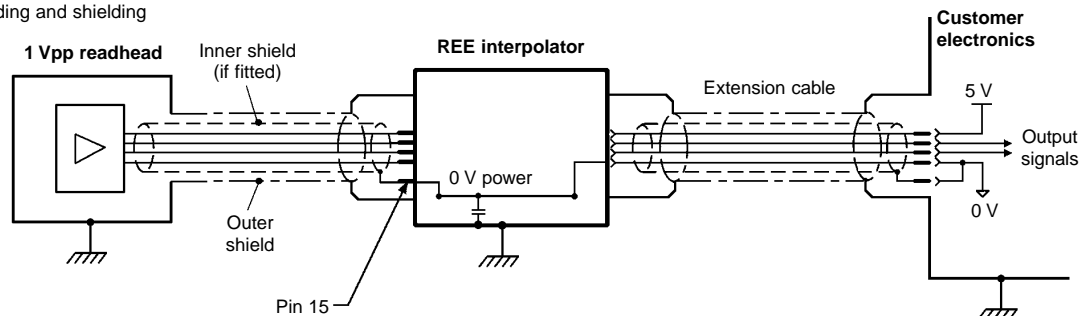 ding and shielding
1 Vpp readhead
Inner shield
(if fitted)
REE interpolator
Customer
electronics
Extension cable
5 V
Output
signals
0 V power
0 V
Outer
shield
Pin 15